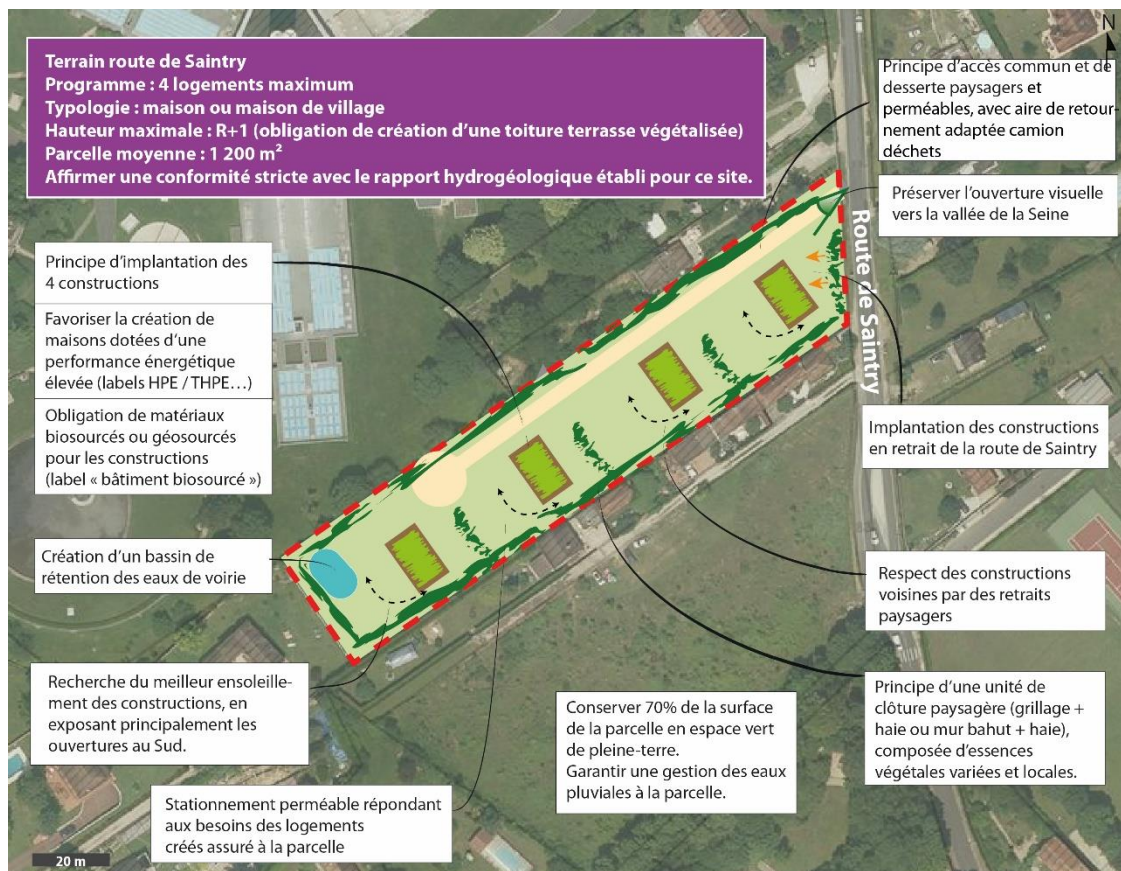 Terrain route de Saintry
Programme : 4 logements maximum
Typologie : maison ou maison de village
Hauteur maximale : R+1 (obligation de création d'une toiture terrasse végétalisée)
Parcelle moyenne : 1 200 m²
Affirmer une conformité stricte avec le rapport hydrogéologique établi pour ce site.
N
Principe d'accès commun et de
desserte paysagers et
perméables, avec aire de retour-
nement adaptée camion
déchets
Préserver l'ouverture visuelle
vers la vallée de la Seine
Route de Saintry
Principe d'implantation des
4 constructions
Favoriser la création de
maisons dotées d'une
performance énergétique
élevée (labels HPE / THPE...)
Obligation de matériaux
biosourcés ou géosourcés
pour les constructions
(label « bâtiment biosourcé »)
Implantation des constructions
en retrait de la route de Saintry
Création d'un bassin de
rétention des eaux de voirie
Respect des constructions
voisines par des retraits
paysagers
Recherche du meilleur ensoleille-
ment des constructions, en
exposant principalement les
ouvertures au Sud.
Conserver 70% de la surface
de la parcelle en espace vert
de pleine-terre.
Garantir une gestion des eaux
pluviales à la parcelle.
Principe d'une unité de
clôture paysagère (grillage +
haie ou mur bahut + haie),
composée d'essences
végétales variées et locales.
Stationnement perméable répondant
aux besoins des logements
créés assuré à la parcelle
20 m